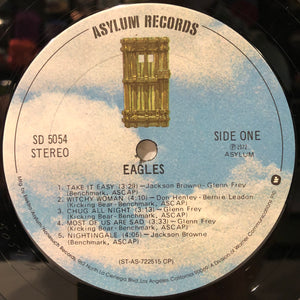 ASYLUM RECORDS
SD 5054
STEREO
SIDE ONE
℗ 1972
ASYLUM
EAGLES
1. TAKE IT EASY (3:29) – Jackson Browne - Glenn Frey
(Benchmark, ASCAP)
2. WITCHY WOMAN (4:10) – Don Henley - Bernie Leadon
(Kicking Bear - Benchmark, ASCAP)
3. CHUG ALL NIGHT (3:13) – Glenn Frey
(Kicking Bear - Benchmark, ASCAP)
4. MOST OF US ARE SAD (3:33) – Glenn Frey
(Kicking Bear - Benchmark, ASCAP)
5. NIGHTINGALE (4:05) – Jackson Browne
(Benchmark, ASCAP)
(ST-AS-722615 CP)